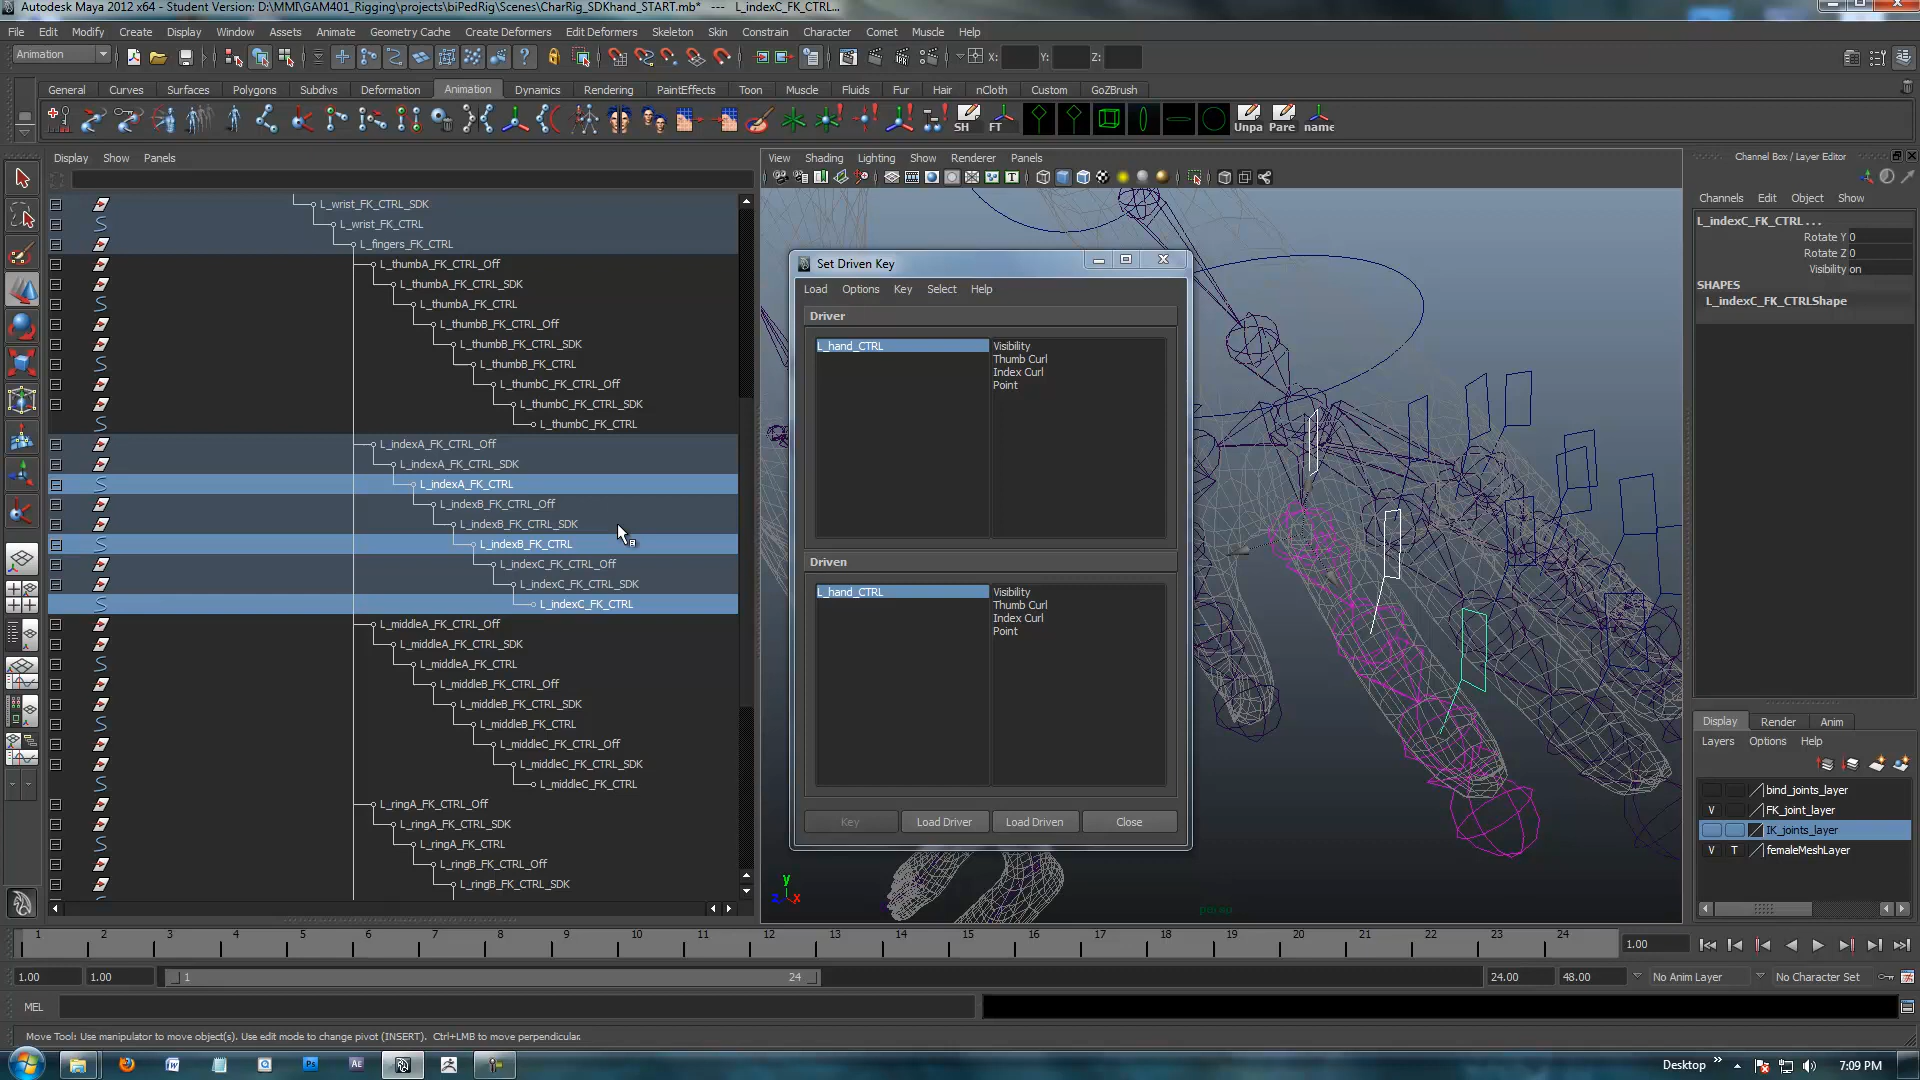 Autodesk Maya 2012 x64 - Student Version: D:\MMI\GAM401_Rigging\projects\biPedRig\Scenes\CharRig_SDKhand_START.mb*  ---  L_indexC_FK_CTRL...
File Edit Modify Create Display Window Assets Animate Geometry Cache Create Deformers Edit Deformers Skeleton Skin Constrain Character Comet Muscle Help
Animation X: Y: Z:
General Curves Surfaces Polygons Subdivs Deformation Animation Dynamics Rendering PaintEffects Toon Muscle Fluids Fur Hair nCloth Custom GoZBrush
SH FT Unpa Pare name
Display Show Panels
L_wrist_FK_CTRL_SDK
L_wrist_FK_CTRL
L_fingers_FK_CTRL
L_thumbA_FK_CTRL_Off
L_thumbA_FK_CTRL_SDK
L_thumbA_FK_CTRL
L_thumbB_FK_CTRL_Off
L_thumbB_FK_CTRL_SDK
L_thumbB_FK_CTRL
L_thumbC_FK_CTRL_Off
L_thumbC_FK_CTRL_SDK
L_thumbC_FK_CTRL
L_indexA_FK_CTRL_Off
L_indexA_FK_CTRL_SDK
L_indexA_FK_CTRL
L_indexB_FK_CTRL_Off
L_indexB_FK_CTRL_SDK
L_indexB_FK_CTRL
L_indexC_FK_CTRL_Off
L_indexC_FK_CTRL_SDK
L_indexC_FK_CTRL
L_middleA_FK_CTRL_Off
L_middleA_FK_CTRL_SDK
L_middleA_FK_CTRL
L_middleB_FK_CTRL_Off
L_middleB_FK_CTRL_SDK
L_middleB_FK_CTRL
L_middleC_FK_CTRL_Off
L_middleC_FK_CTRL_SDK
L_middleC_FK_CTRL
L_ringA_FK_CTRL_Off
L_ringA_FK_CTRL_SDK
L_ringA_FK_CTRL
L_ringB_FK_CTRL_Off
L_ringB_FK_CTRL_SDK
View Shading Lighting Show Renderer Panels
Set Driven Key
Load Options Key Select Help
Driver
L_hand_CTRL
Visibility
Thumb Curl
Index Curl
Point
Driven
L_hand_CTRL
Visibility
Thumb Curl
Index Curl
Point
Key Load Driver Load Driven Close
y
z x
persp
Channel Box / Layer Editor
Channels Edit Object Show
L_indexC_FK_CTRL . . .
Rotate Y 0
Rotate Z 0
Visibility on
SHAPES
L_indexC_FK_CTRLShape
Display Render Anim
Layers Options Help
bind_joints_layer
V FK_joint_layer
IK_joints_layer
V T femaleMeshLayer
1 2 3 4 5 6 7 8 9 10 11 12 13 14 15 16 17 18 19 20 21 22 23 24 1.00
1.00 1.00 1 24 24.00 48.00 No Anim Layer No Character Set
MEL
Move Tool: Use manipulator to move object(s). Use edit mode to change pivot (INSERT).  Ctrl+LMB to move perpendicular.
W Ps AE Desktop 7:09 PM